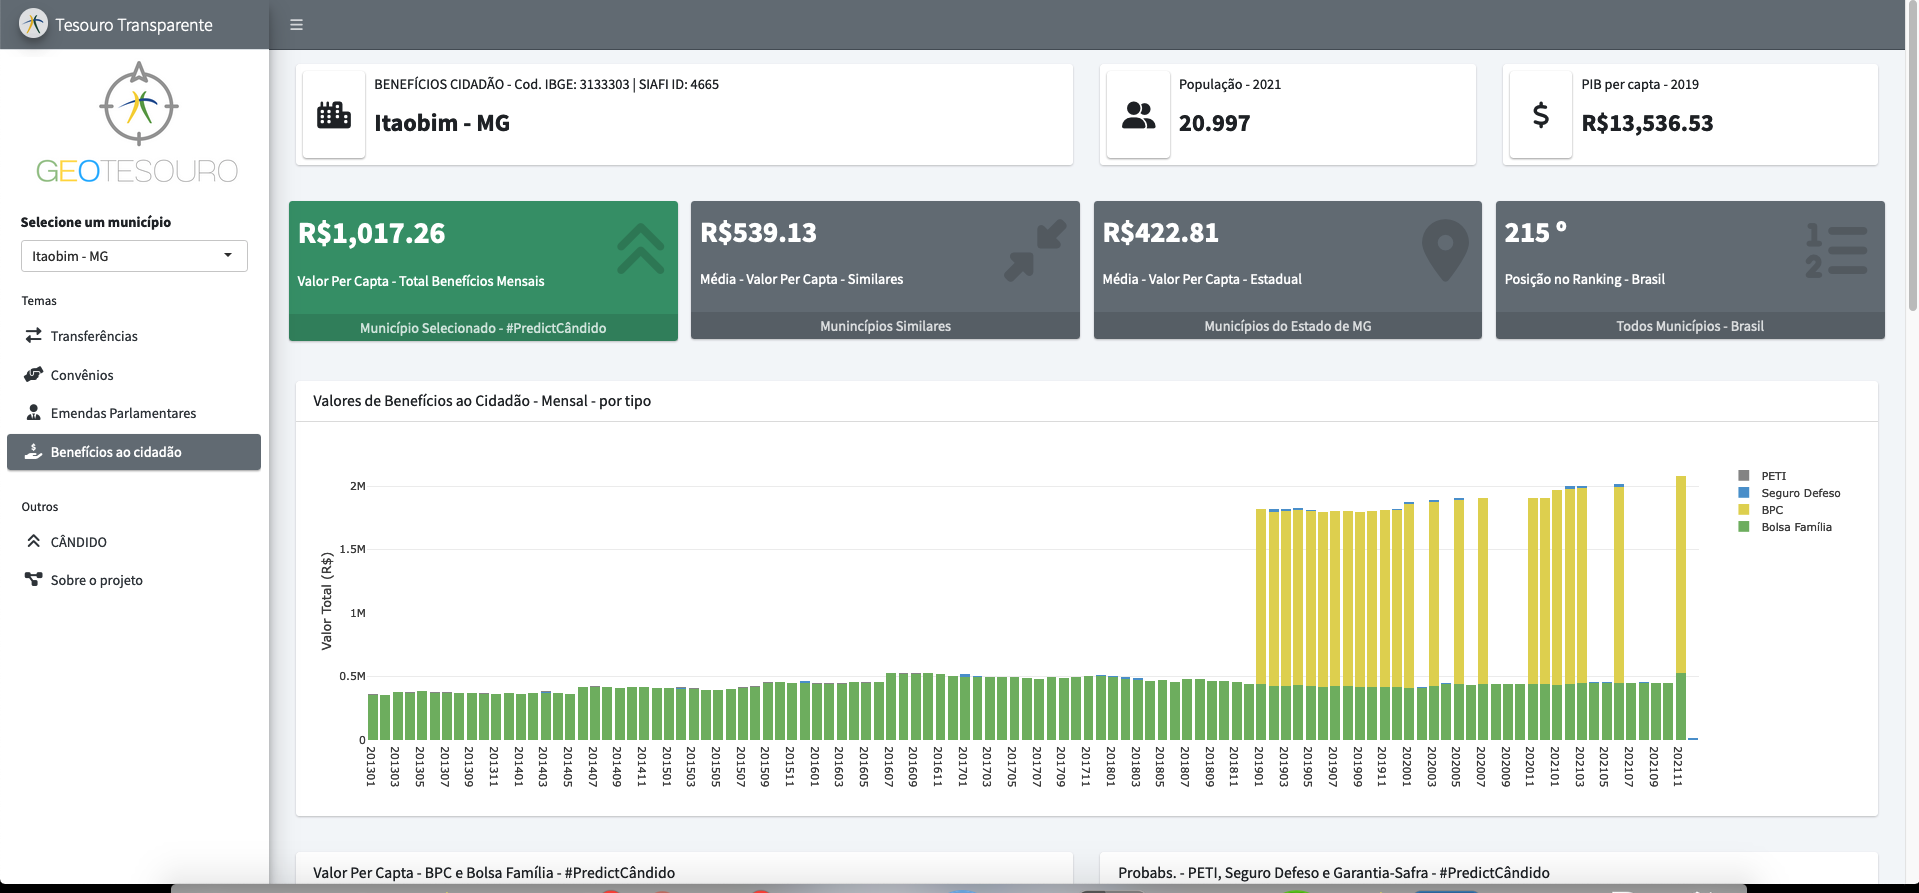 Tesouro Transparente
GEOTESOURO
Selecione um município
Itaobim - MG
Temas
Transferências
Convênios
Emendas Parlamentares
Benefícios ao cidadão
Outros
CÂNDIDO
Sobre o projeto
BENEFÍCIOS CIDADÃO - Cod. IBGE: 3133303 | SIAFI ID: 4665
Itaobim - MG
População - 2021
20.997
PIB per capta - 2019
R$13,536.53
R$1,017.26
Valor Per Capta - Total Benefícios Mensais
Município Selecionado - #PredictCândido
R$539.13
Média - Valor Per Capta - Similares
Munincípios Similares
R$422.81
Média - Valor Per Capta - Estadual
Municípios do Estado de MG
215 º
Posição no Ranking - Brasil
Todos Municípios - Brasil
Valores de Benefícios ao Cidadão - Mensal - por tipo
Valor Total (R$)
2M
1.5M
1M
0.5M
0
201301
201303
201305
201307
201309
201311
201401
201403
201405
201407
201409
201411
201501
201503
201505
201507
201509
201511
201601
201603
201605
201607
201609
201611
201701
201703
201705
201707
201709
201711
201801
201803
201805
201807
201809
201811
201901
201903
201905
201907
201909
201911
202001
202003
202005
202007
202009
202011
202101
202103
202105
202107
202109
202111
PETI
Seguro Defeso
BPC
Bolsa Família
Valor Per Capta - BPC e Bolsa Família - #PredictCândido
Probabs. - PETI, Seguro Defeso e Garantia-Safra - #PredictCândido